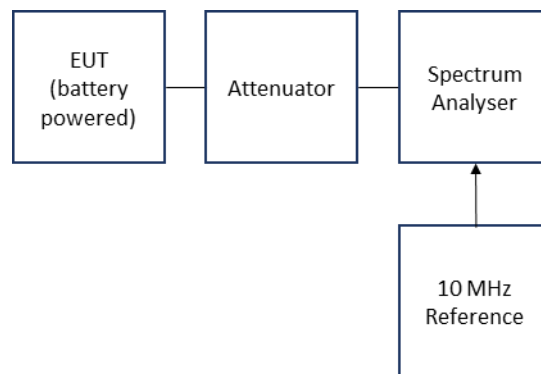 EUT
(battery
powered)
Attenuator
Spectrum
Analyser
10 MHz
Reference